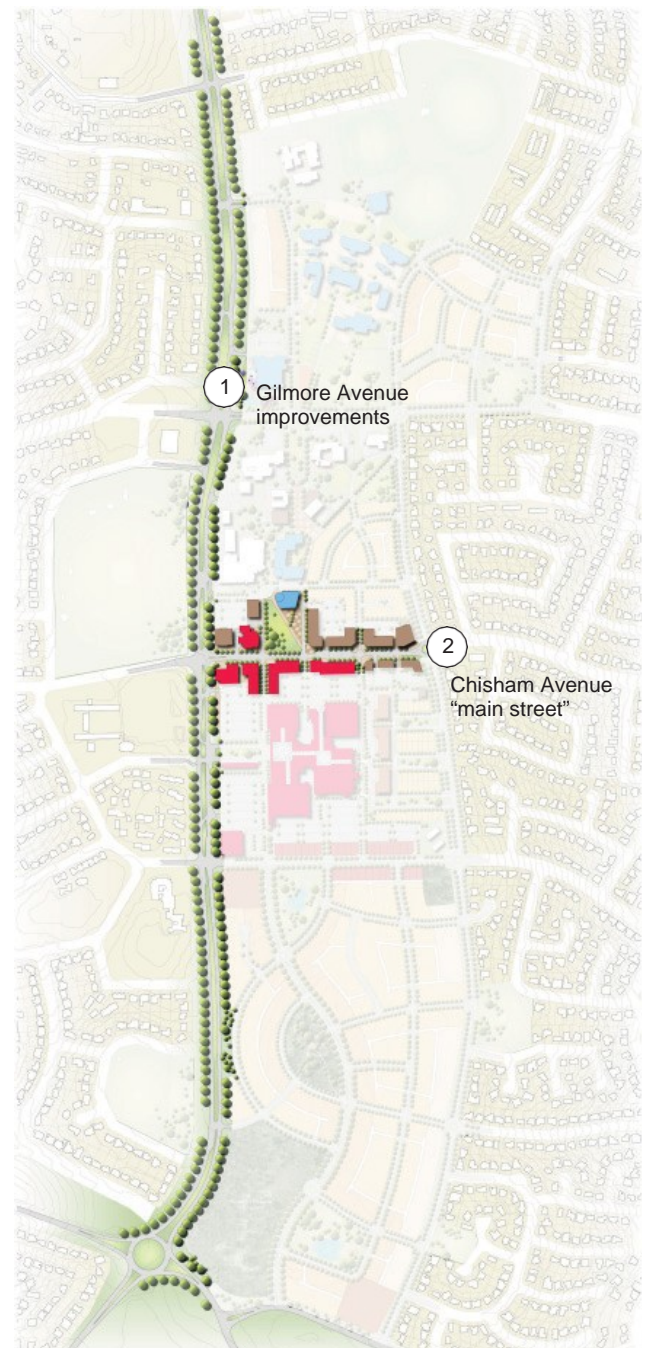 1
Gilmore Avenue
improvements
2
Chisham Avenue
“main street”